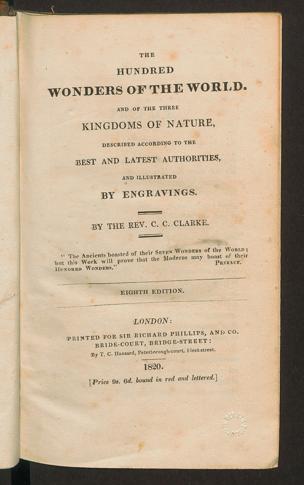 THE
HUNDRED
WONDERS OF THE WORLD.
AND OF THE THREE
KINGDOMS OF NATURE,
DESCRIBED ACCORDING TO THE
BEST AND LATEST AUTHORITIES,
AND ILLUSTRATED
BY ENGRAVINGS.
BY THE REV. C. C. CLARKE.
"The Ancients boasted of their SEVEN WONDERS OF THE WORLD;
but this Work will prove that the Moderns may boast of their
HUNDRED WONDERS." PREFACE.
EIGHTH EDITION.
LONDON:
PRINTED FOR SIR RICHARD PHILLIPS, AND CO.
BRIDE-COURT, BRIDGE-STREET;
By T. C. Hansard, Peterborough-court, Fleet-street.
1820.
[Price 9s. 6d. bound in red and lettered.]